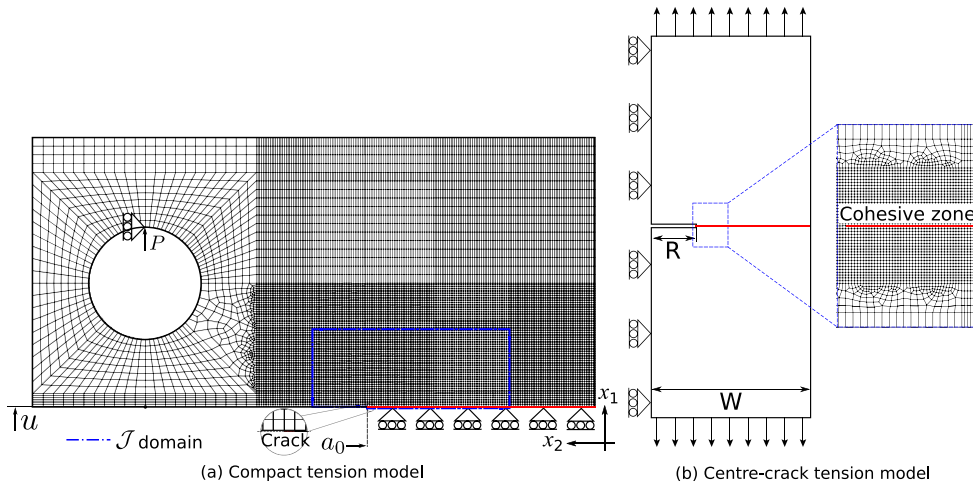 P
R
Cohesive zone
W
u
x₁
𝒥 domain
Crack
a₀
x₂
(a) Compact tension model
(b) Centre-crack tension model